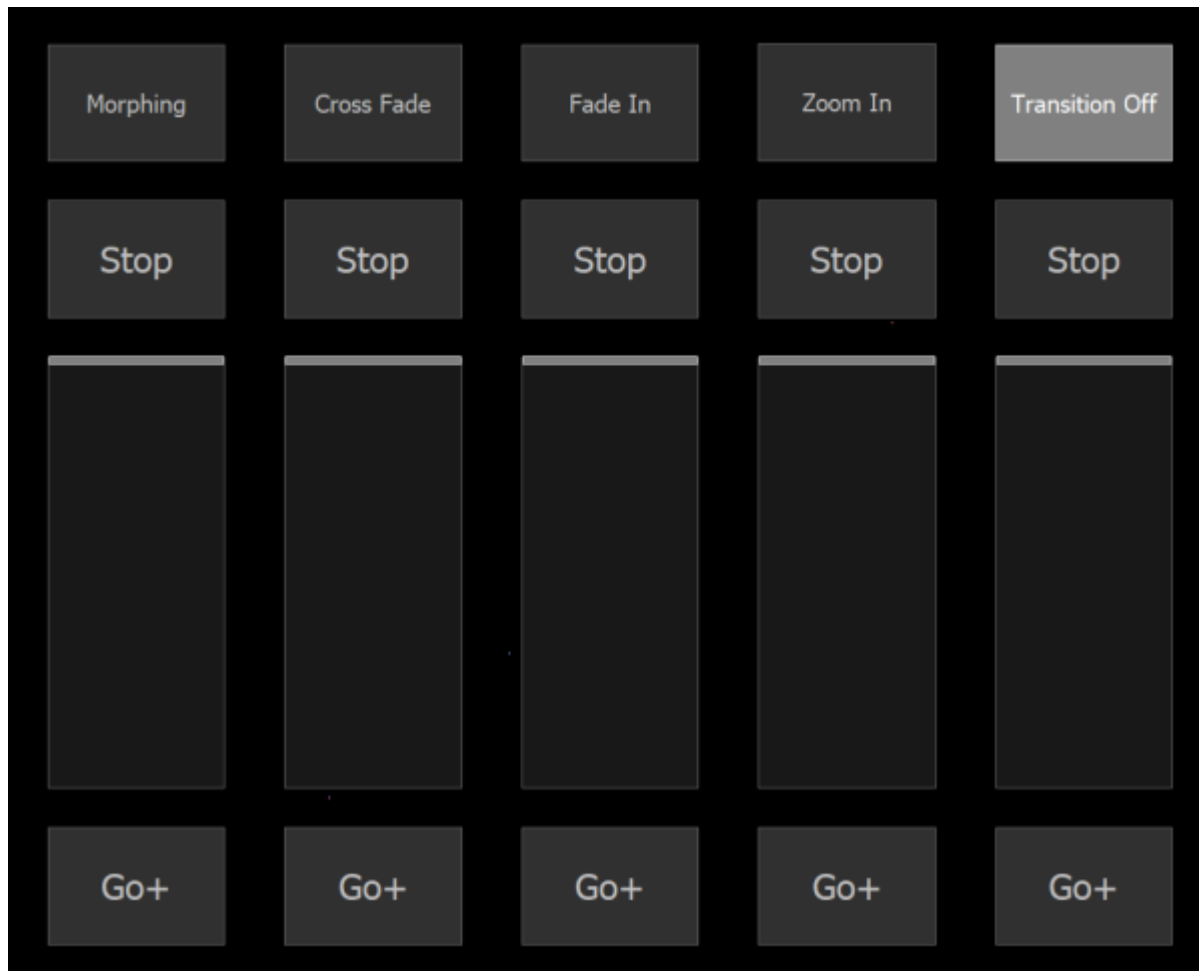 Morphing
Cross Fade
Fade In
Zoom In
Transition Off
Stop
Stop
Stop
Stop
Stop
Go+
Go+
Go+
Go+
Go+